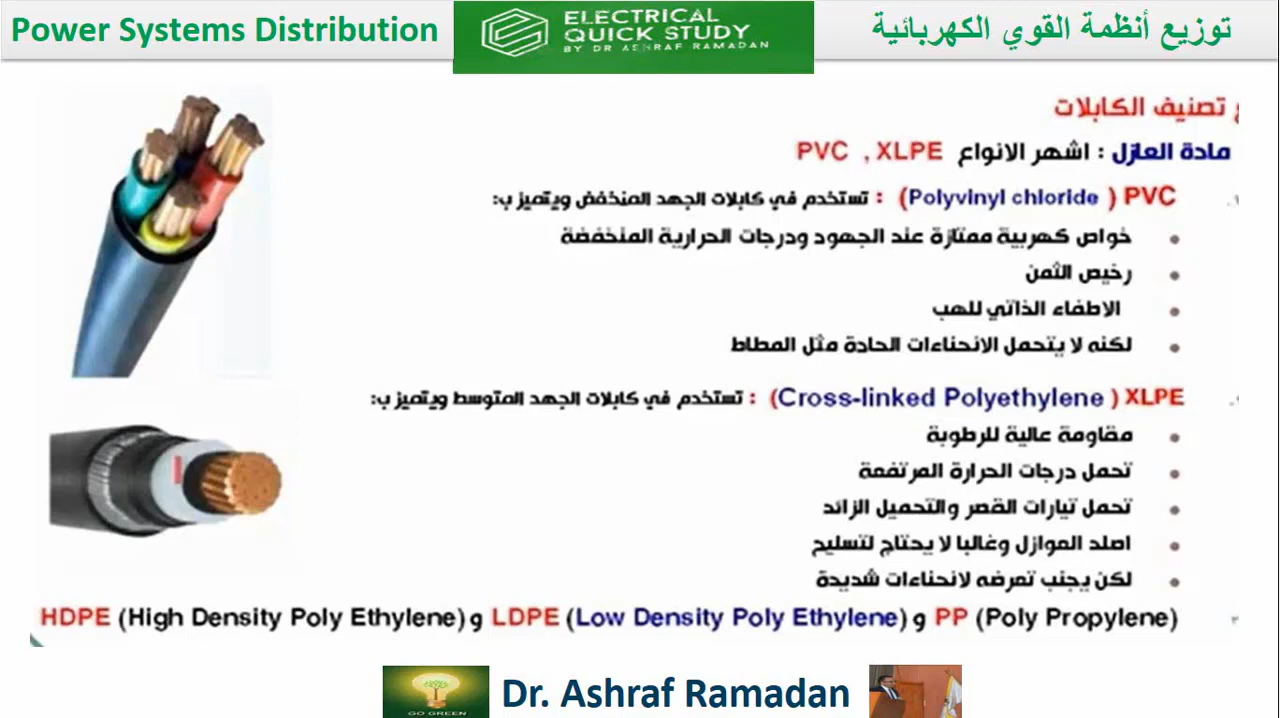 Power Systems Distribution
ELECTRICAL
QUICK STUDY
BY DR ASHRAF RAMADAN
توزيع أنظمة القوي الكهربائية
ع تصنيف الكابلات
مادة العازل : اشهر الانواع PVC , XLPE
PVC ( Polyvinyl chloride) : تستخدم في كابلات الجهد المنخفض ويتميز ب:
• خواص كهربية ممتازة عند الجهود ودرجات الحرارية المنخفضة
• رخيص الثمن
• الاطفاء الذاتي للهب
• لكنه لا يتحمل الانحناءات الحادة مثل المطاط
XLPE ( Cross-linked Polyethylene) : تستخدم في كابلات الجهد المتوسط ويتميز ب:
• مقاومة عالية للرطوبة
• تحمل درجات الحرارة المرتفعة
• تحمل تيارات القصر والتحميل الزائد
• اصلد الموازل وغالبا لا يحتاج لتسليح
• لكن يجنب تعرضه لانحناءات شديدة
HDPE (High Density Poly Ethylene) و LDPE (Low Density Poly Ethylene) و PP (Poly Propylene)
GO GREEN
Dr. Ashraf Ramadan